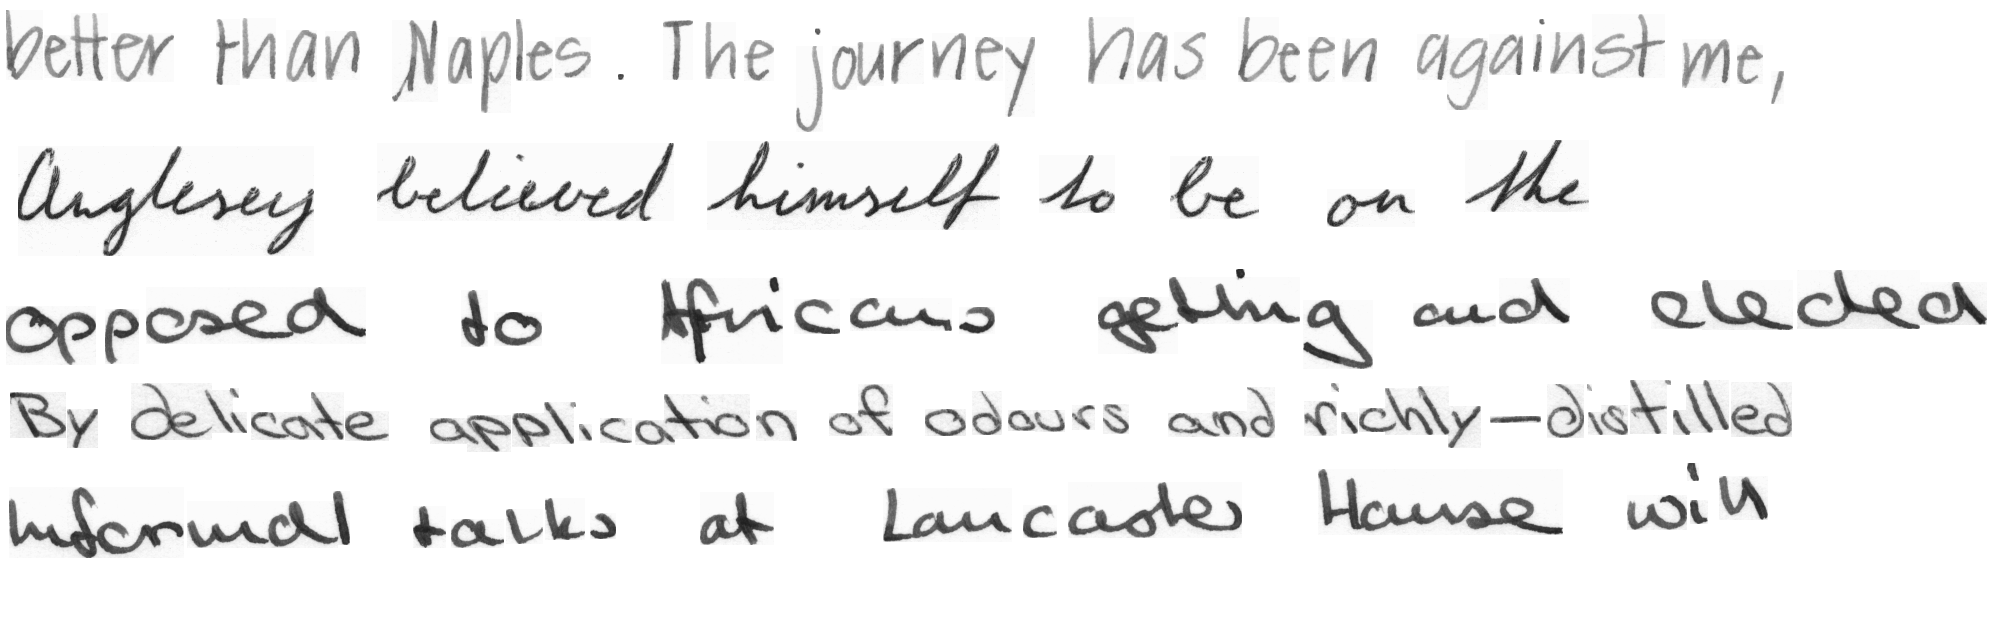 better than Naples. The journey has been against me,
Anglesey believed himself to be on the
opposed to Africans getting and elected
By delicate application of odours and richly-distilled
informal talks at Lancaster House will